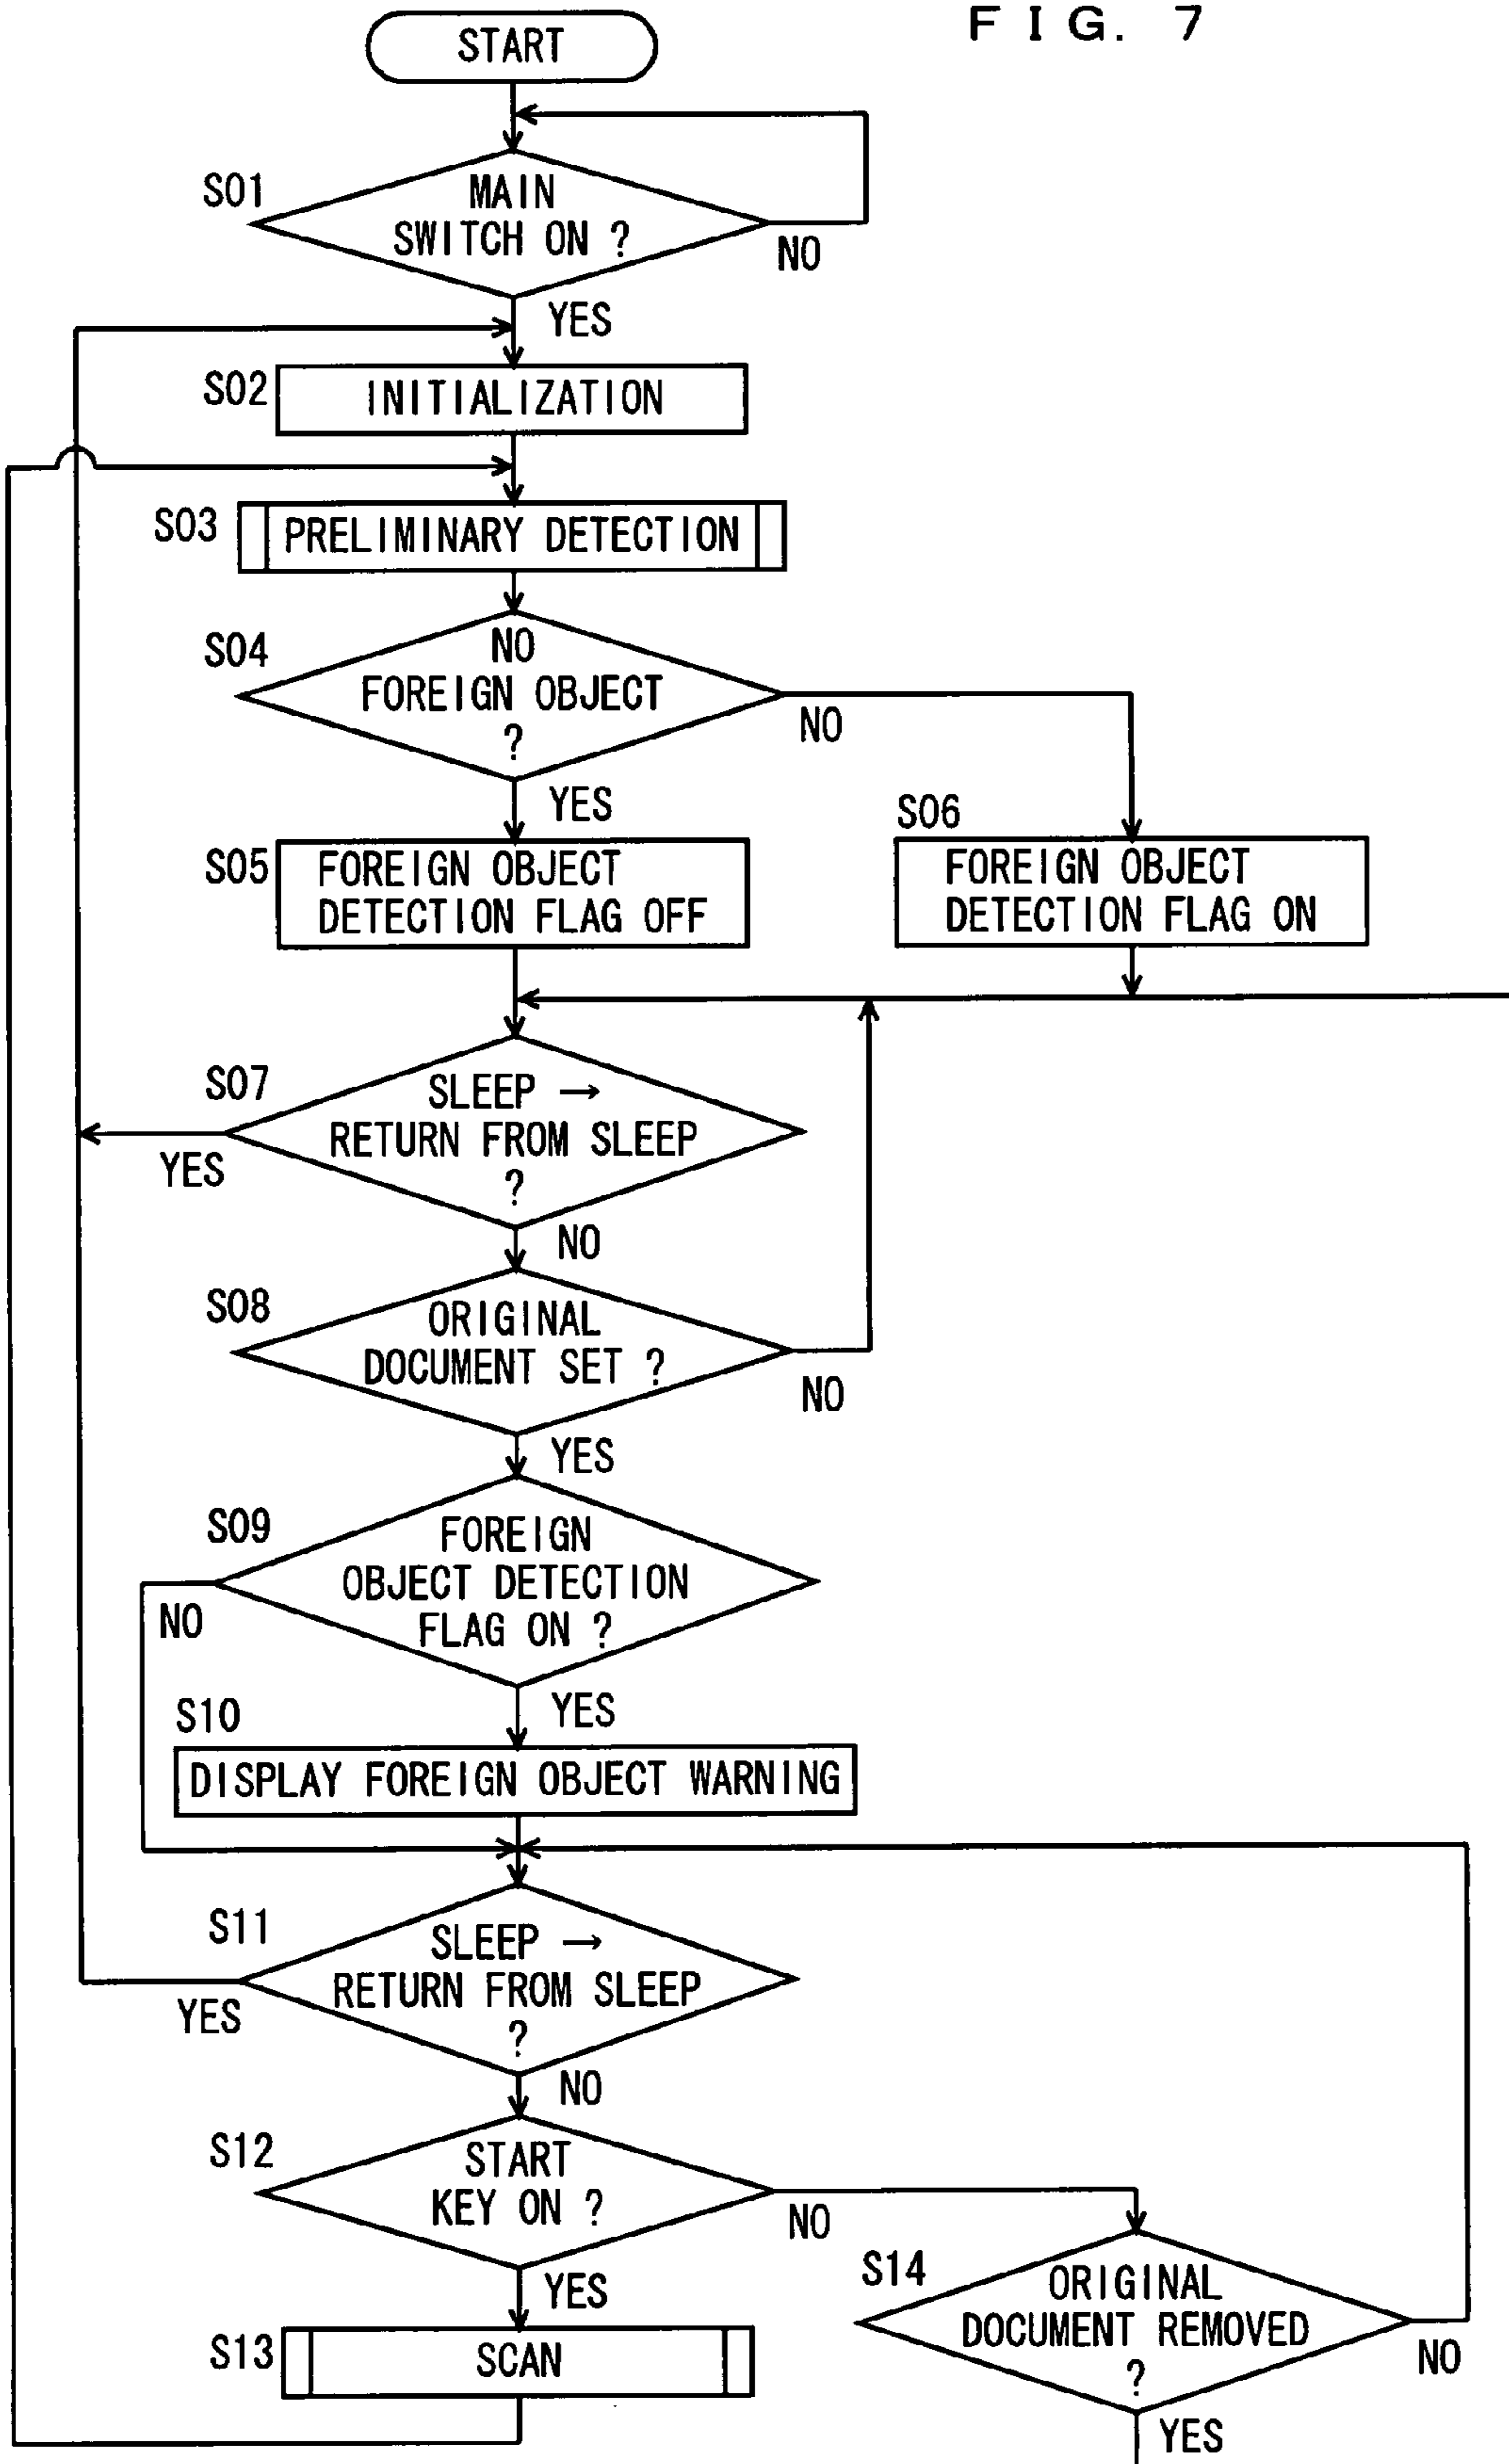 FIG. 7
START
S01
MAIN
SWITCH ON ?
NO
YES
S02
INITIALIZATION
S03
PRELIMINARY DETECTION
S04
NO
FOREIGN OBJECT
?
NO
YES
S05
FOREIGN OBJECT
DETECTION FLAG OFF
S06
FOREIGN OBJECT
DETECTION FLAG ON
S07
SLEEP →
RETURN FROM SLEEP
?
YES
NO
S08
ORIGINAL
DOCUMENT SET ?
NO
YES
S09
FOREIGN
OBJECT DETECTION
FLAG ON ?
NO
YES
S10
DISPLAY FOREIGN OBJECT WARNING
S11
SLEEP →
RETURN FROM SLEEP
?
YES
NO
S12
START
KEY ON ?
NO
YES
S13
SCAN
S14
ORIGINAL
DOCUMENT REMOVED
?
NO
YES